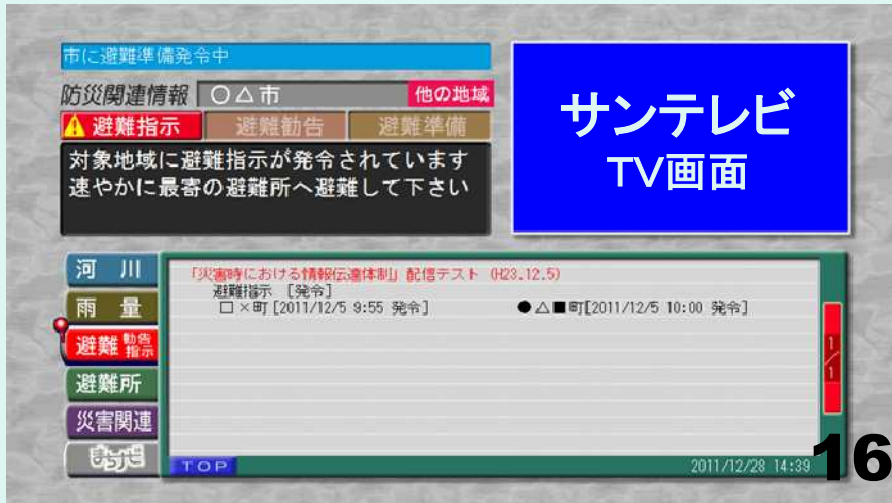 市に避難準備発令中
防災関連情報 〇△市 他の地域
避難指示 避難勧告 避難準備
対象地域に避難指示が発令されています
速やかに最寄の避難所へ避難して下さい
サンテレビ
TV画面
河川
雨量
避難 勧告 指示
避難所
災害関連
まちナビ
「災害時における情報伝達体制」配信テスト (H23.12.5)
避難指示 [発令]
□×町[2011/12/5 9:55 発令] ●△■町[2011/12/5 10:00 発令]
1/1
TOP
2011/12/28 14:39
16